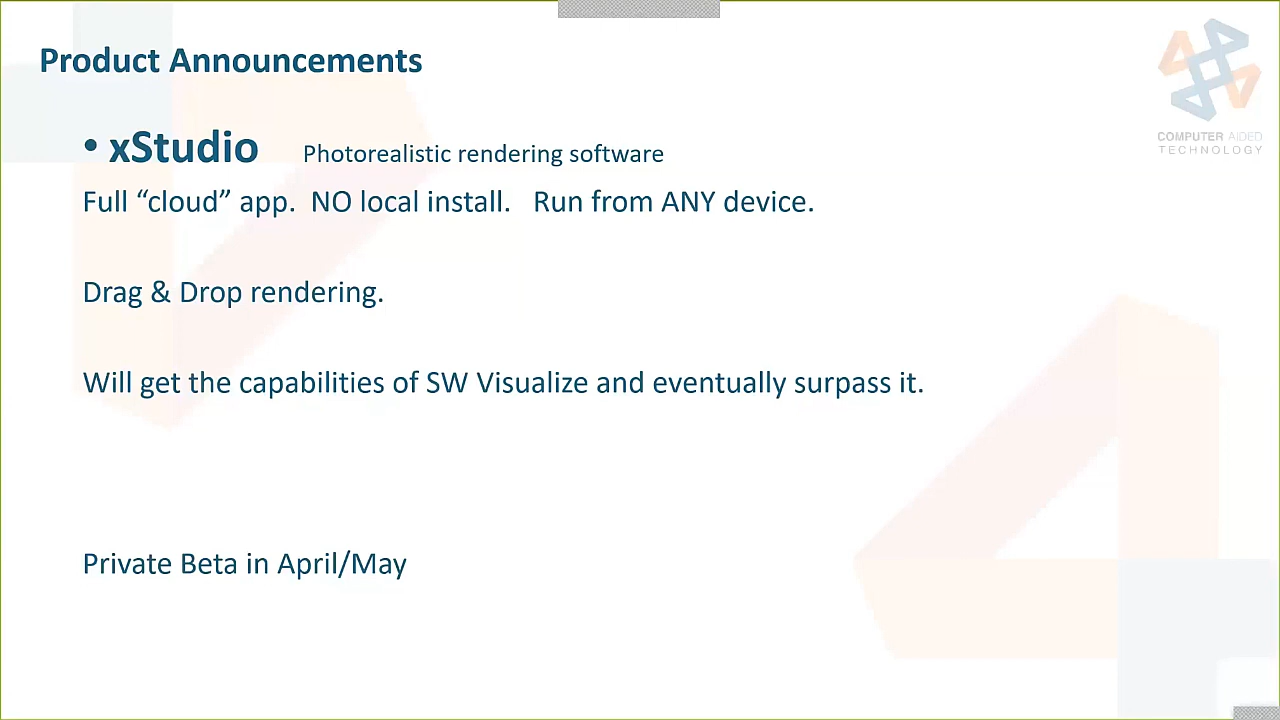 Product Announcements
COMPUTER AIDED
TECHNOLOGY
• xStudio Photorealistic rendering software
Full “cloud” app. NO local install. Run from ANY device.
Drag & Drop rendering.
Will get the capabilities of SW Visualize and eventually surpass it.
Private Beta in April/May